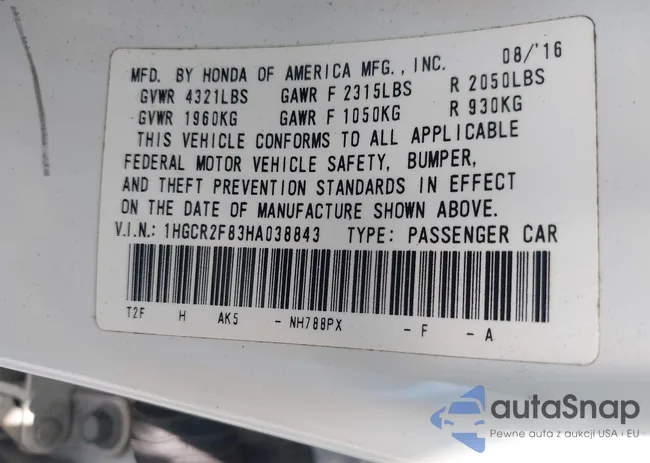 MFD. BY HONDA OF AMERICA MFG., INC. 08/'16
GVWR 4321LBS GAWR F 2315LBS R 2050LBS
GVWR 1960KG GAWR F 1050KG R 930KG
THIS VEHICLE CONFORMS TO ALL APPLICABLE
FEDERAL MOTOR VEHICLE SAFETY, BUMPER,
AND THEFT PREVENTION STANDARDS IN EFFECT
ON THE DATE OF MANUFACTURE SHOWN ABOVE.
V.I.N.: 1HGCR2F83HA038843 TYPE: PASSENGER CAR
T2F H AK5 - NH788PX - F - A
autaSnap
Pewne auta z aukcji USA i EU